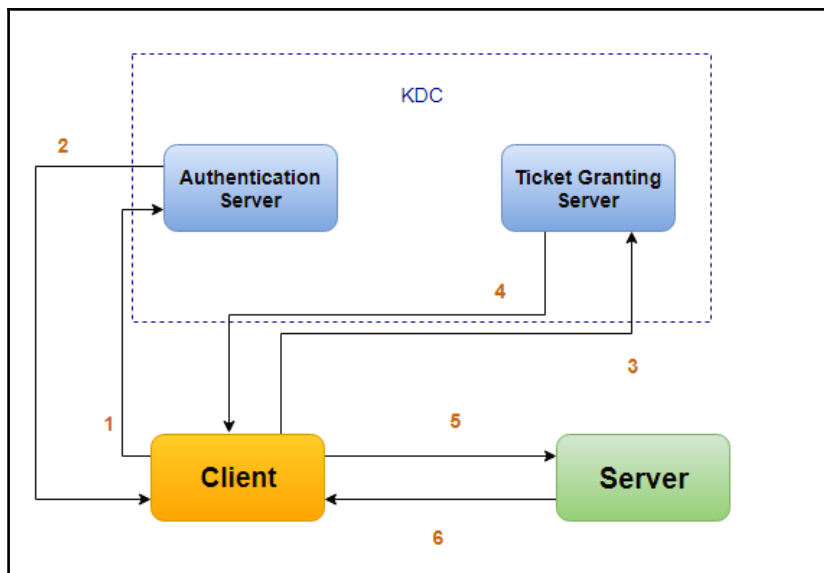 KDC
2
Authentication
Server
Ticket Granting
Server
4
3
1
5
Client
Server
6